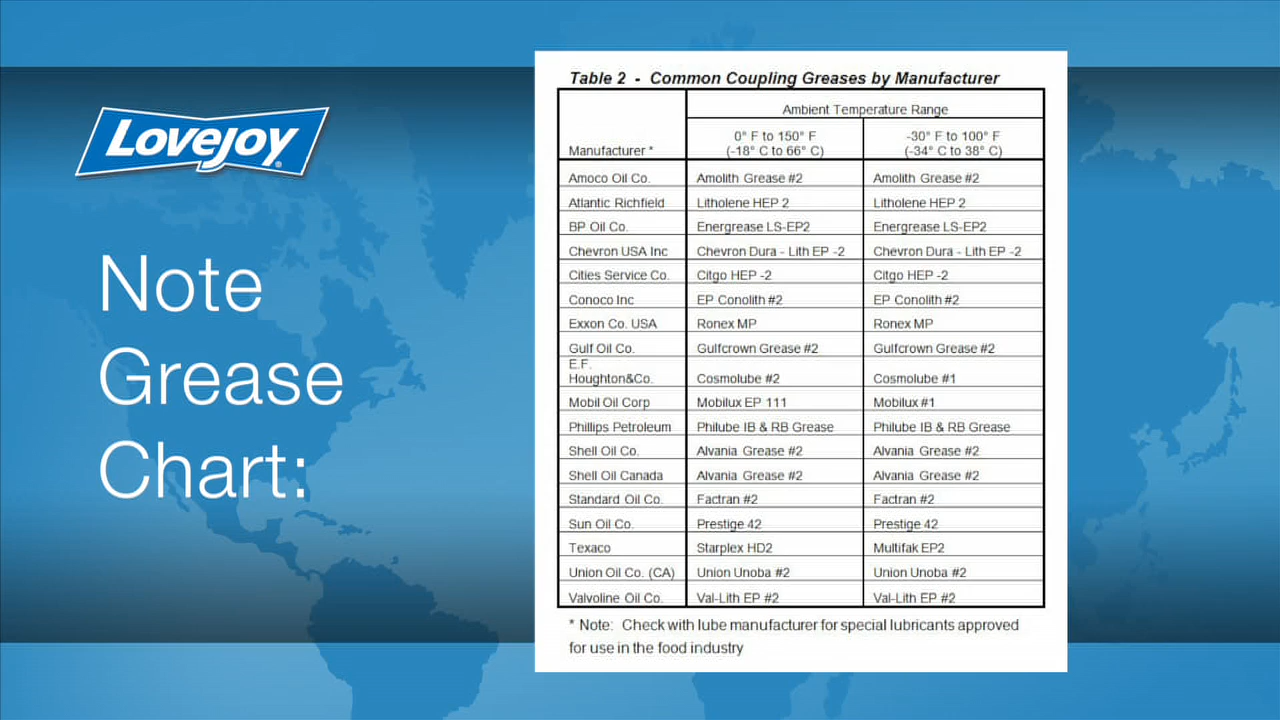 Lovejoy®
Note
Grease
Chart:
Table 2 - Common Coupling Greases by Manufacturer
Ambient Temperature Range
Manufacturer *
0° F to 150° F
(-18° C to 66° C)
-30° F to 100° F
(-34° C to 38° C)
Amoco Oil Co. Amolith Grease #2 Amolith Grease #2
Atlantic Richfield Litholene HEP 2 Litholene HEP 2
BP Oil Co. Energrease LS-EP2 Energrease LS-EP2
Chevron USA Inc Chevron Dura - Lith EP -2 Chevron Dura - Lith EP -2
Cities Service Co. Citgo HEP -2 Citgo HEP -2
Conoco Inc EP Conolith #2 EP Conolith #2
Exxon Co. USA Ronex MP Ronex MP
Gulf Oil Co. Gulfcrown Grease #2 Gulfcrown Grease #2
E.F.
Houghton&Co. Cosmolube #2 Cosmolube #1
Mobil Oil Corp Mobilux EP 111 Mobilux #1
Phillips Petroleum Philube IB & RB Grease Philube IB & RB Grease
Shell Oil Co. Alvania Grease #2 Alvania Grease #2
Shell Oil Canada Alvania Grease #2 Alvania Grease #2
Standard Oil Co. Factran #2 Factran #2
Sun Oil Co. Prestige 42 Prestige 42
Texaco Starplex HD2 Multifak EP2
Union Oil Co. (CA) Union Unoba #2 Union Unoba #2
Valvoline Oil Co. Val-Lith EP #2 Val-Lith EP #2
* Note: Check with lube manufacturer for special lubricants approved
for use in the food industry